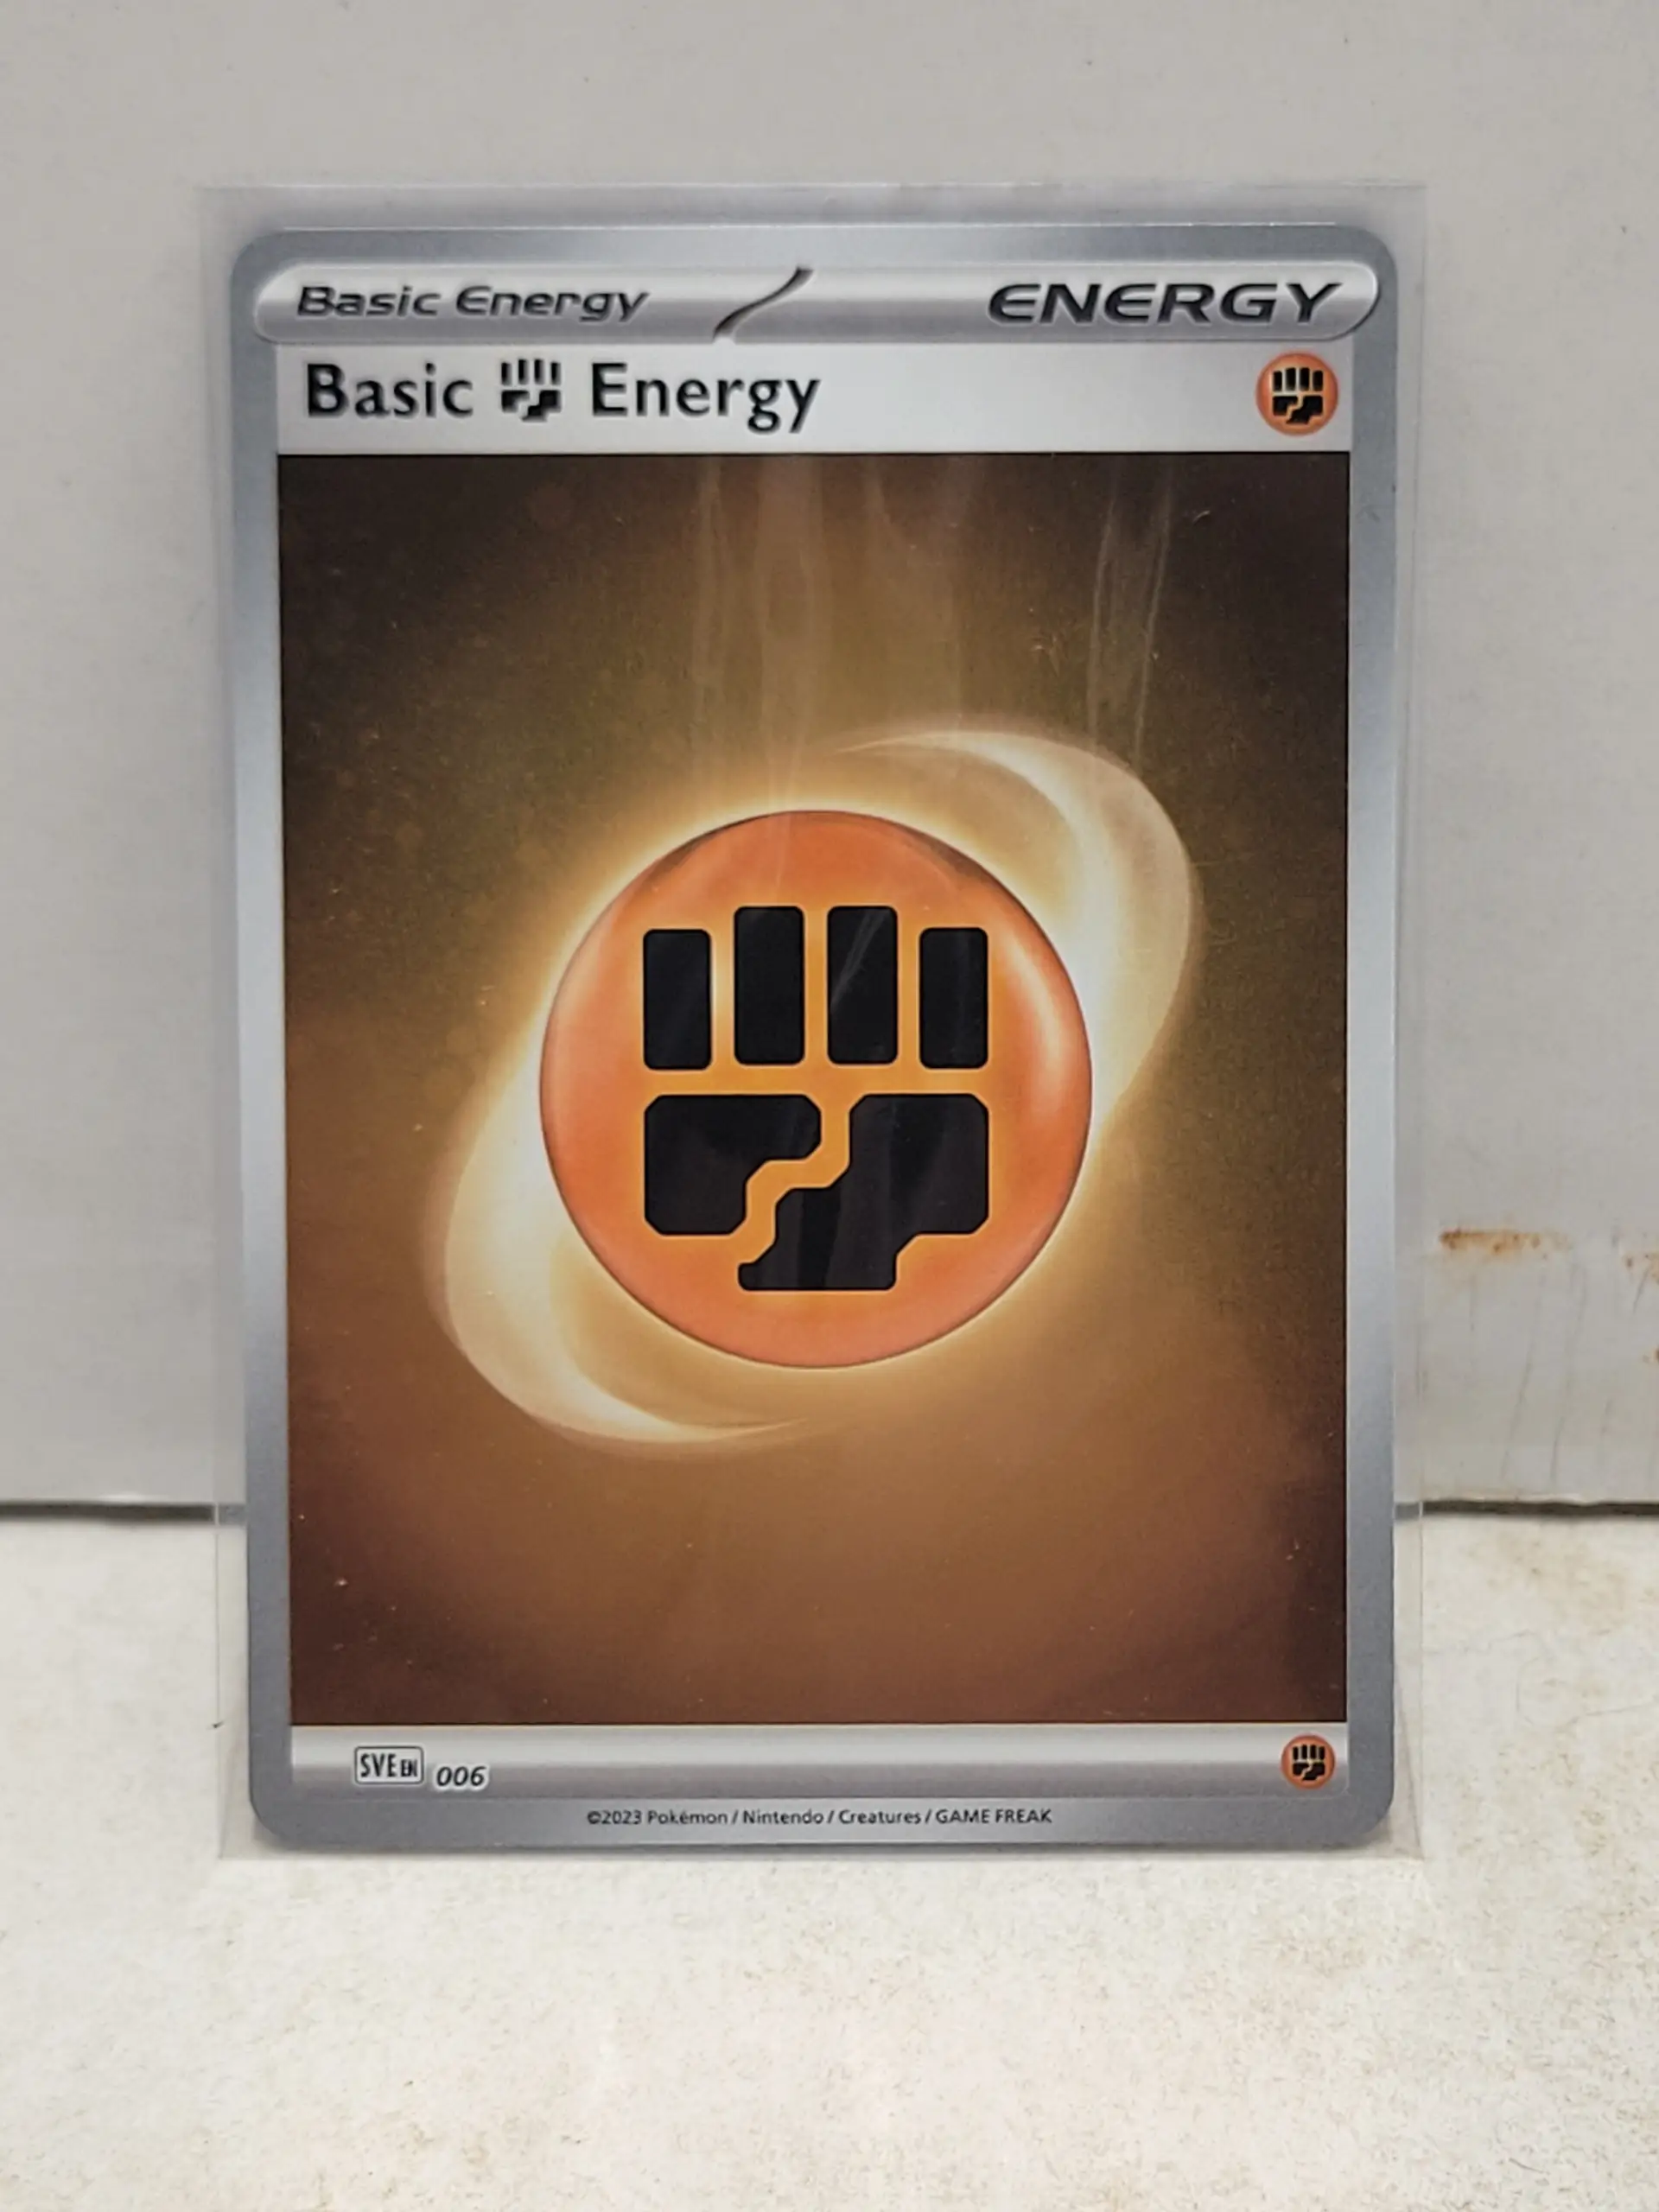 Basic Energy ENERGY
Basic Energy
SVE EN 006
©2023 Pokémon / Nintendo / Creatures / GAME FREAK